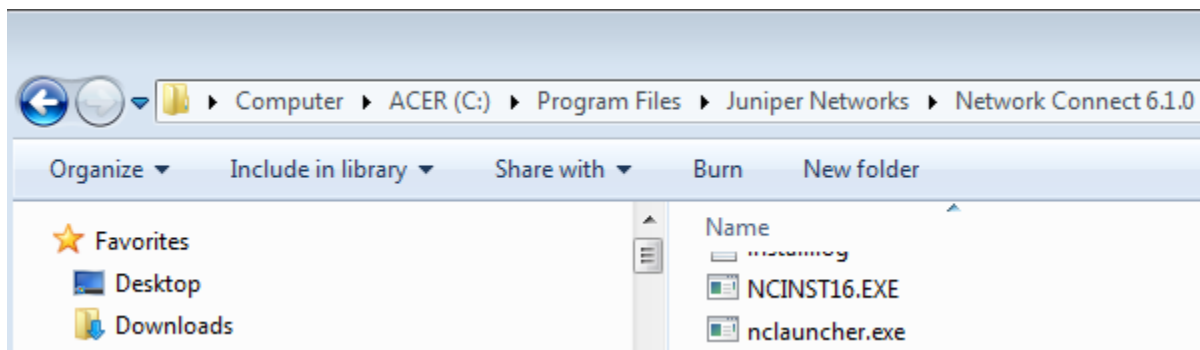 Computer ACER (C:) Program Files Juniper Networks Network Connect 6.1.0
Organize Include in library Share with Burn New folder
Favorites
Desktop
Downloads
Name
NCINST16.EXE
nclauncher.exe